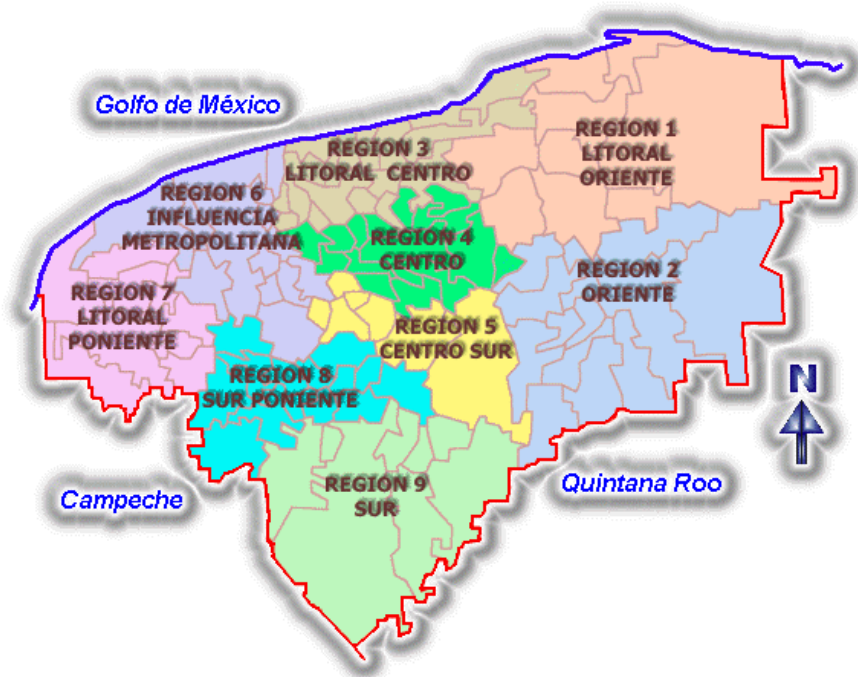 Golfo de México
REGION 1
LITORAL
ORIENTE
REGION 3
LITORAL CENTRO
REGION 6
INFLUENCIA
METROPOLITANA
REGION 4
CENTRO
REGION 2
ORIENTE
REGION 7
LITORAL
PONIENTE
REGION 5
CENTRO SUR
REGION 8
SUR PONIENTE
N
REGION 9
SUR
Campeche
Quintana Roo